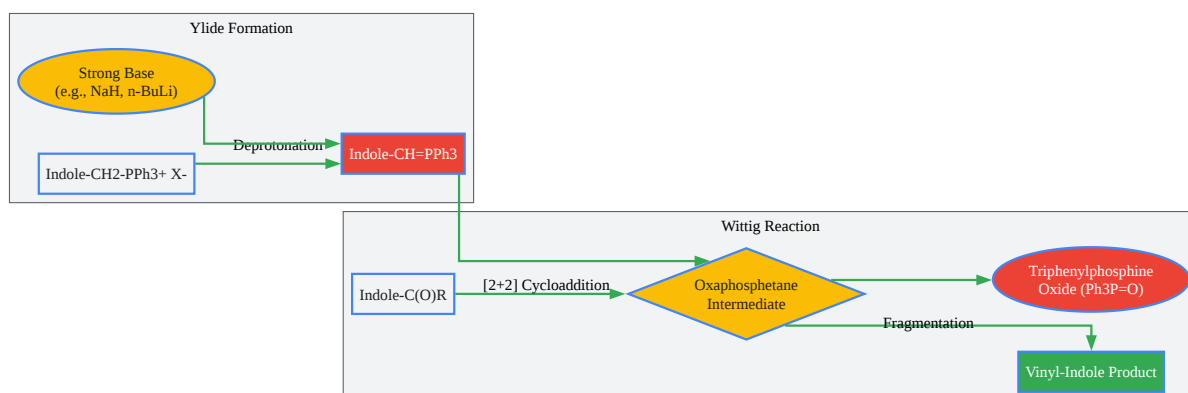 Ylide Formation
Strong Base
(e.g., NaH, n-BuLi)
Deprotonation
Indole-CH=PPh3
Indole-CH2-PPh3+ X-
Wittig Reaction
Indole-C(O)R
[2+2] Cycloaddition
Oxaphosphetane
Intermediate
Triphenylphosphine
Oxide (Ph3P=O)
Fragmentation
Vinyl-Indole Product